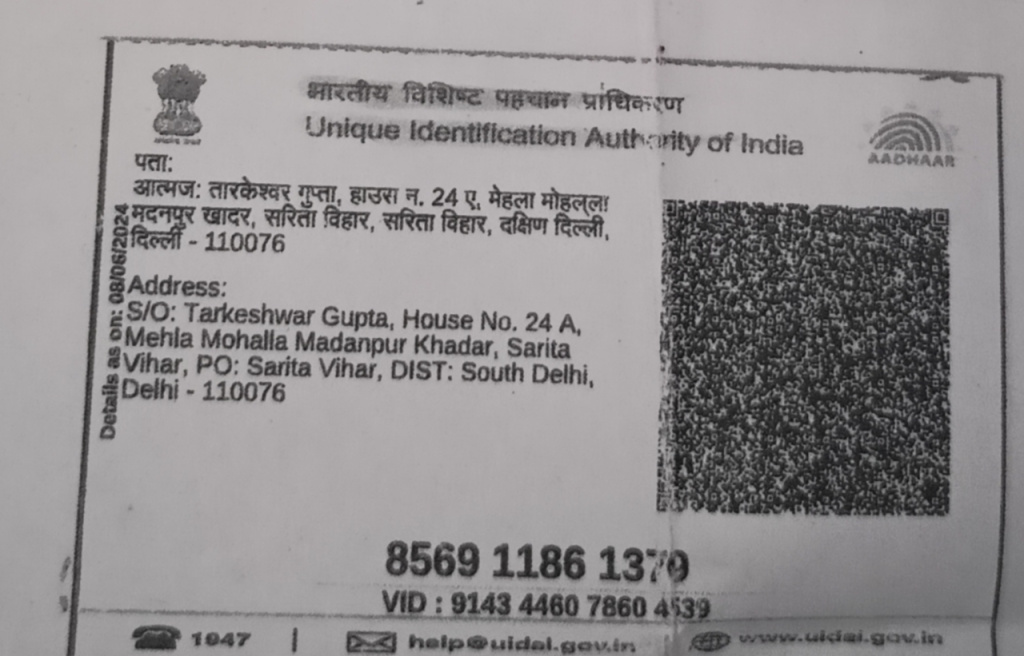 भारतीय विशिष्ट पहचान प्राधिकरण
Unique Identification Authority of India
AADHAAR
पता:
आत्मज: तारकेश्वर गुप्ता, हाउस न. 24 ए, मेहला मोहल्ला
मदनपुर खादर, सरिता विहार, सरिता विहार, दक्षिण दिल्ली,
दिल्ली - 110076
Address:
S/O: Tarkeshwar Gupta, House No. 24 A,
Mehla Mohalla Madanpur Khadar, Sarita
Vihar, PO: Sarita Vihar, DIST: South Delhi,
Delhi - 110076
Details as on: 08/06/2024
8569 1186
VID : 9143 4460 7860
1947
help@uidai.gov.in
www.uidai.gov.in